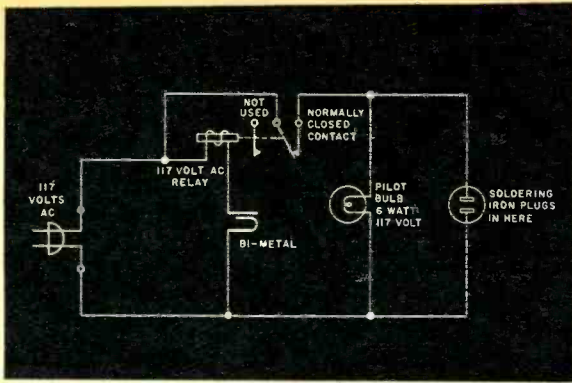 NOT
USED
NORMALLY
CLOSED
CONTACT
117 VOLT AC
RELAY
117
VOLTS
AC
BI-METAL
PILOT
BULB
6 WATT
117 VOLT
SOLDERING
IRON PLUGS
IN HERE